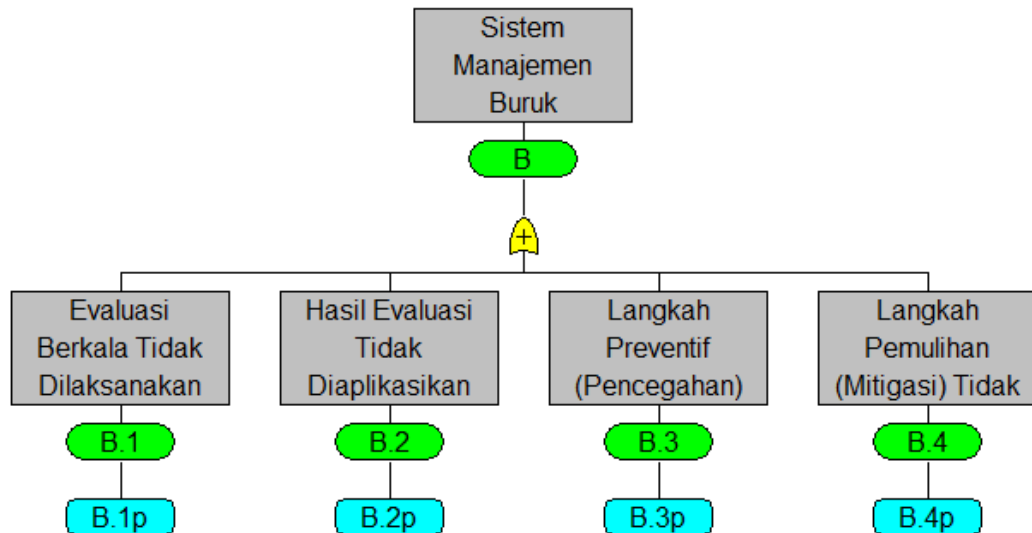 Sistem
Manajemen
Buruk
B
+
Evaluasi
Berkala Tidak
Dilaksanakan
Hasil Evaluasi
Tidak
Diaplikasikan
Langkah
Preventif
(Pencegahan)
Langkah
Pemulihan
(Mitigasi) Tidak
B.1
B.2
B.3
B.4
B.1p
B.2p
B.3p
B.4p